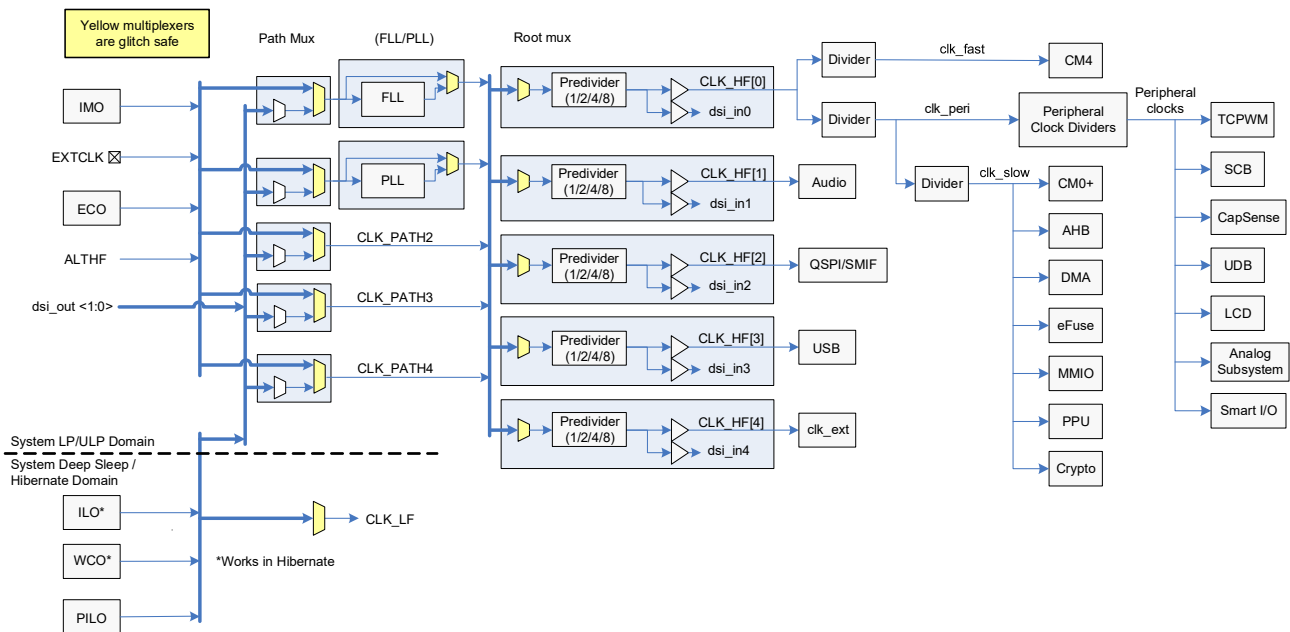 Yellow multiplexers
are glitch safe
Path Mux
(FLL/PLL)
Root mux
IMO
EXTCLK
ECO
ALTHF
dsi_out <1:0>
FLL
PLL
CLK_PATH2
CLK_PATH3
CLK_PATH4
Predivider
(1/2/4/8)
CLK_HF[0]
dsi_in0
Predivider
(1/2/4/8)
CLK_HF[1]
dsi_in1
Predivider
(1/2/4/8)
CLK_HF[2]
dsi_in2
Predivider
(1/2/4/8)
CLK_HF[3]
dsi_in3
Predivider
(1/2/4/8)
CLK_HF[4]
dsi_in4
Audio
QSPI/SMIF
USB
clk_ext
Divider
clk_fast
CM4
Divider
clk_peri
Peripheral
Clock Dividers
Peripheral
clocks
Divider
clk_slow
CM0+
AHB
DMA
eFuse
MMIO
PPU
Crypto
TCPWM
SCB
CapSense
UDB
LCD
Analog
Subsystem
Smart I/O
System LP/ULP Domain
System Deep Sleep /
Hibernate Domain
ILO*
WCO*
PILO
CLK_LF
*Works in Hibernate